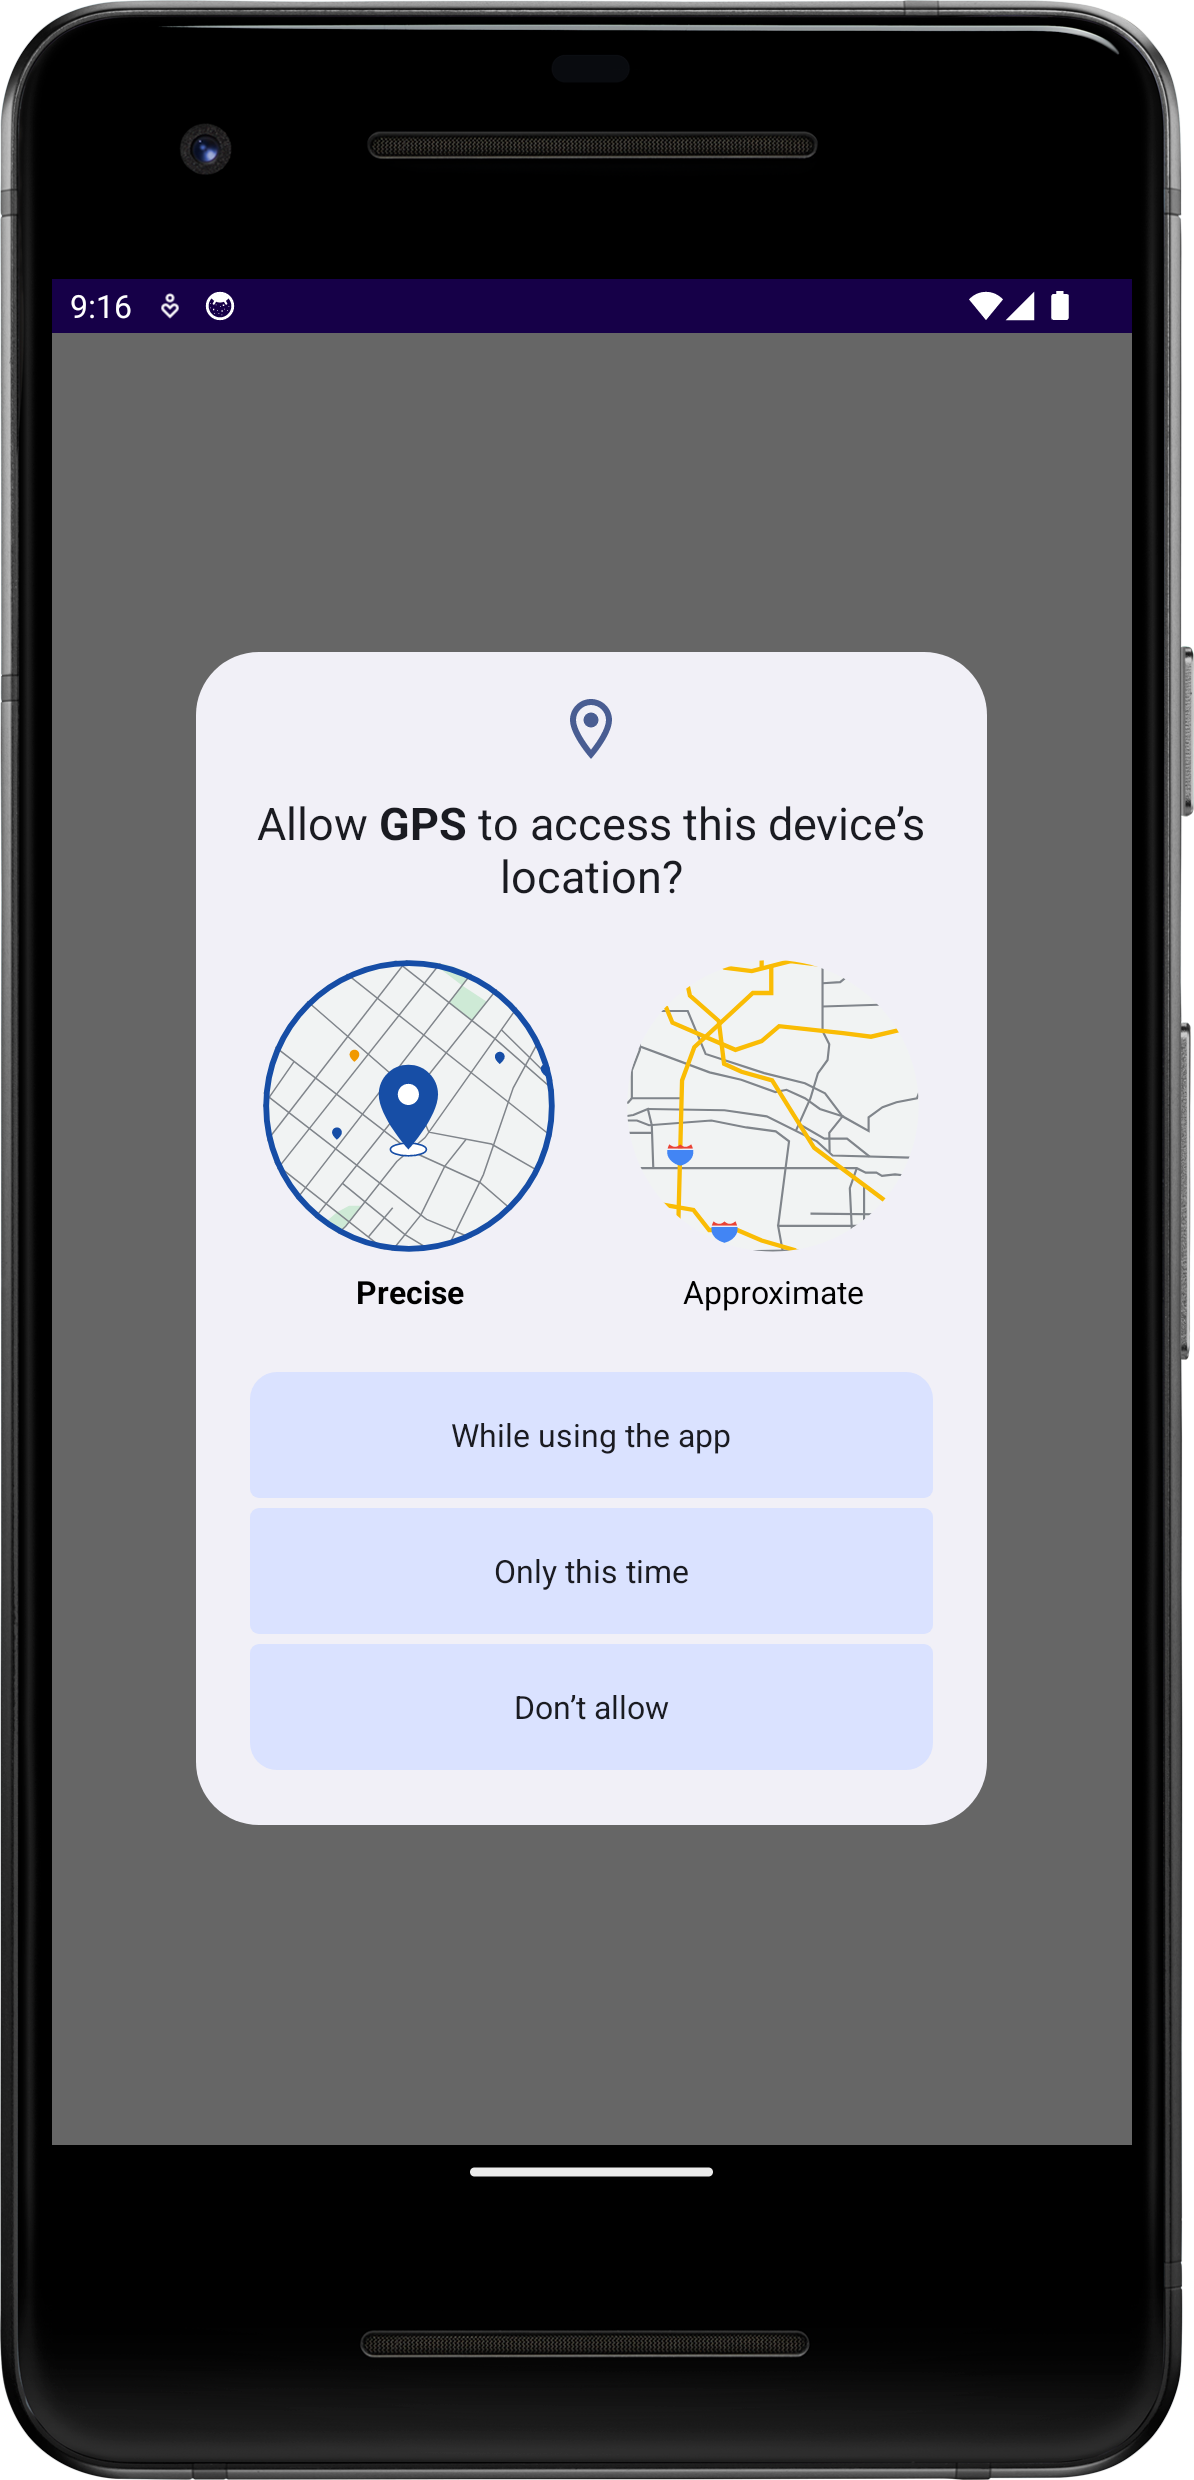 9:16
Allow GPS to access this device’s
location?
Precise
Approximate
While using the app
Only this time
Don’t allow